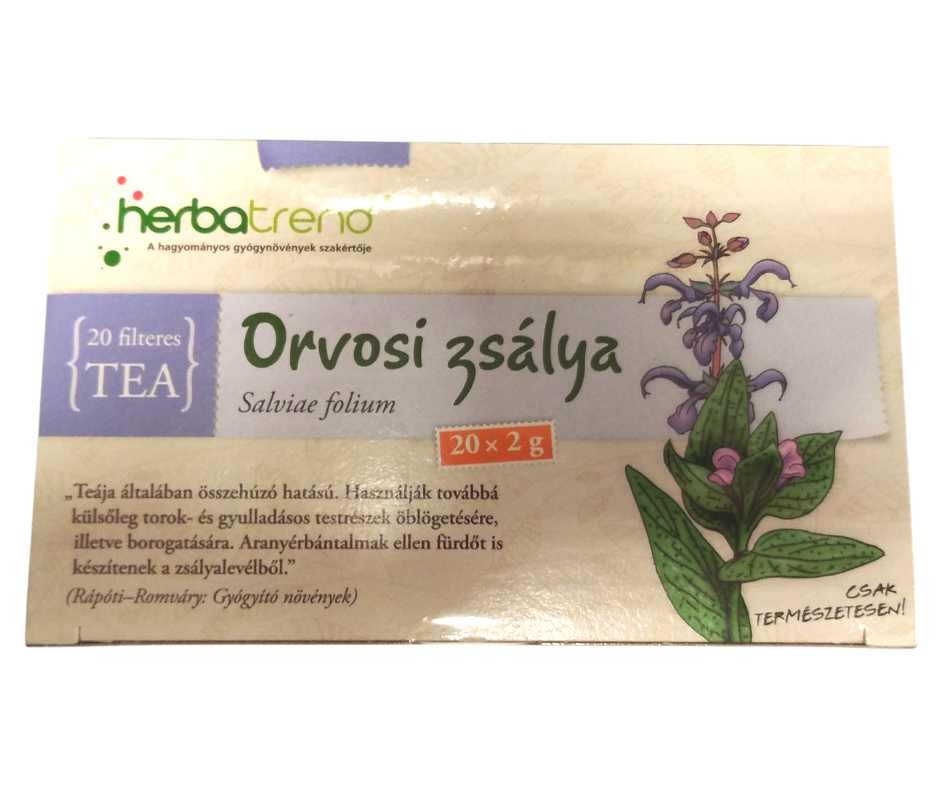 herbatrend
A hagyományos gyógynövények szakértője
20 filteres
TEA
Orvosi zsálya
Salviae folium
20 × 2 g
„Teája általában összehúzó hatású. Használják továbbá
külsőleg torok- és gyulladásos testrészek öblögetésére,
illetve borogatására. Aranyérbántalmak ellen fürdőt is
készítenek a zsályalevélből.”
(Rápóti–Romváry: Gyógyító növények)
CSAK
TERMÉSZETESEN!